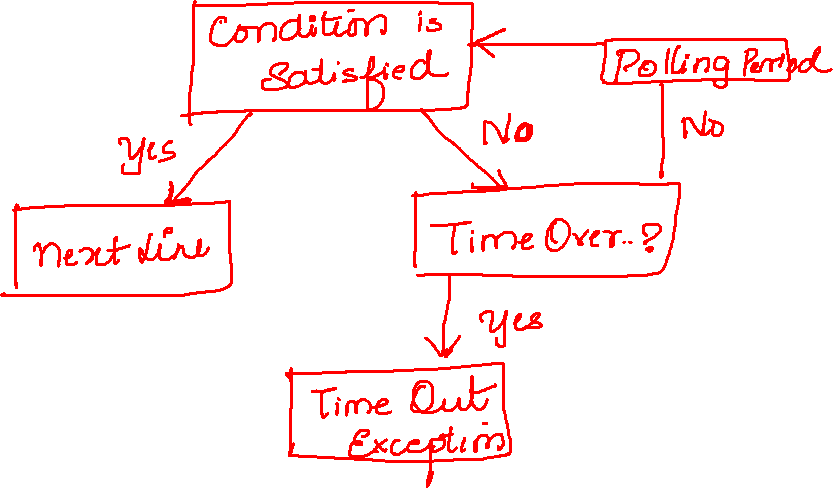 Condition is
Satisfied
Polling Period
Yes
No
No
Next Line
Time Over..?
Yes
Time Out
Exception